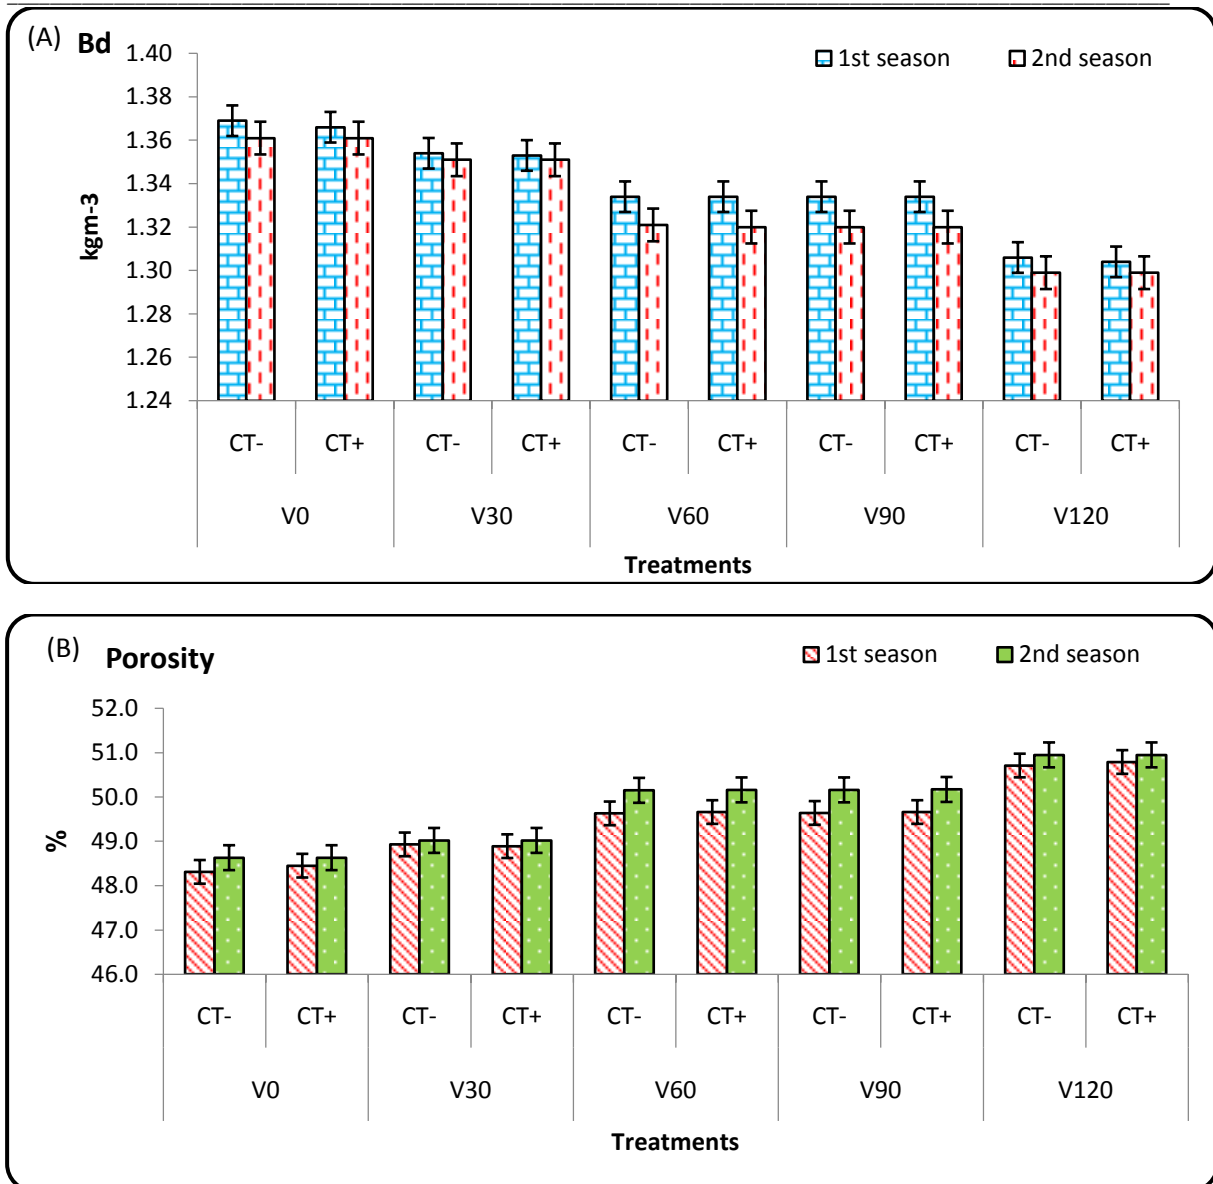 (A) Bd
1st season 2nd season
1.40
1.38
1.36
1.34
1.32
1.30
1.28
1.26
1.24
kgm-3
CT- CT+ CT- CT+ CT- CT+ CT- CT+ CT- CT+
V0 V30 V60 V90 V120
Treatments
(B) Porosity
1st season 2nd season
52.0
51.0
50.0
49.0
48.0
47.0
46.0
%
CT- CT+ CT- CT+ CT- CT+ CT- CT+ CT- CT+
V0 V30 V60 V90 V120
Treatments